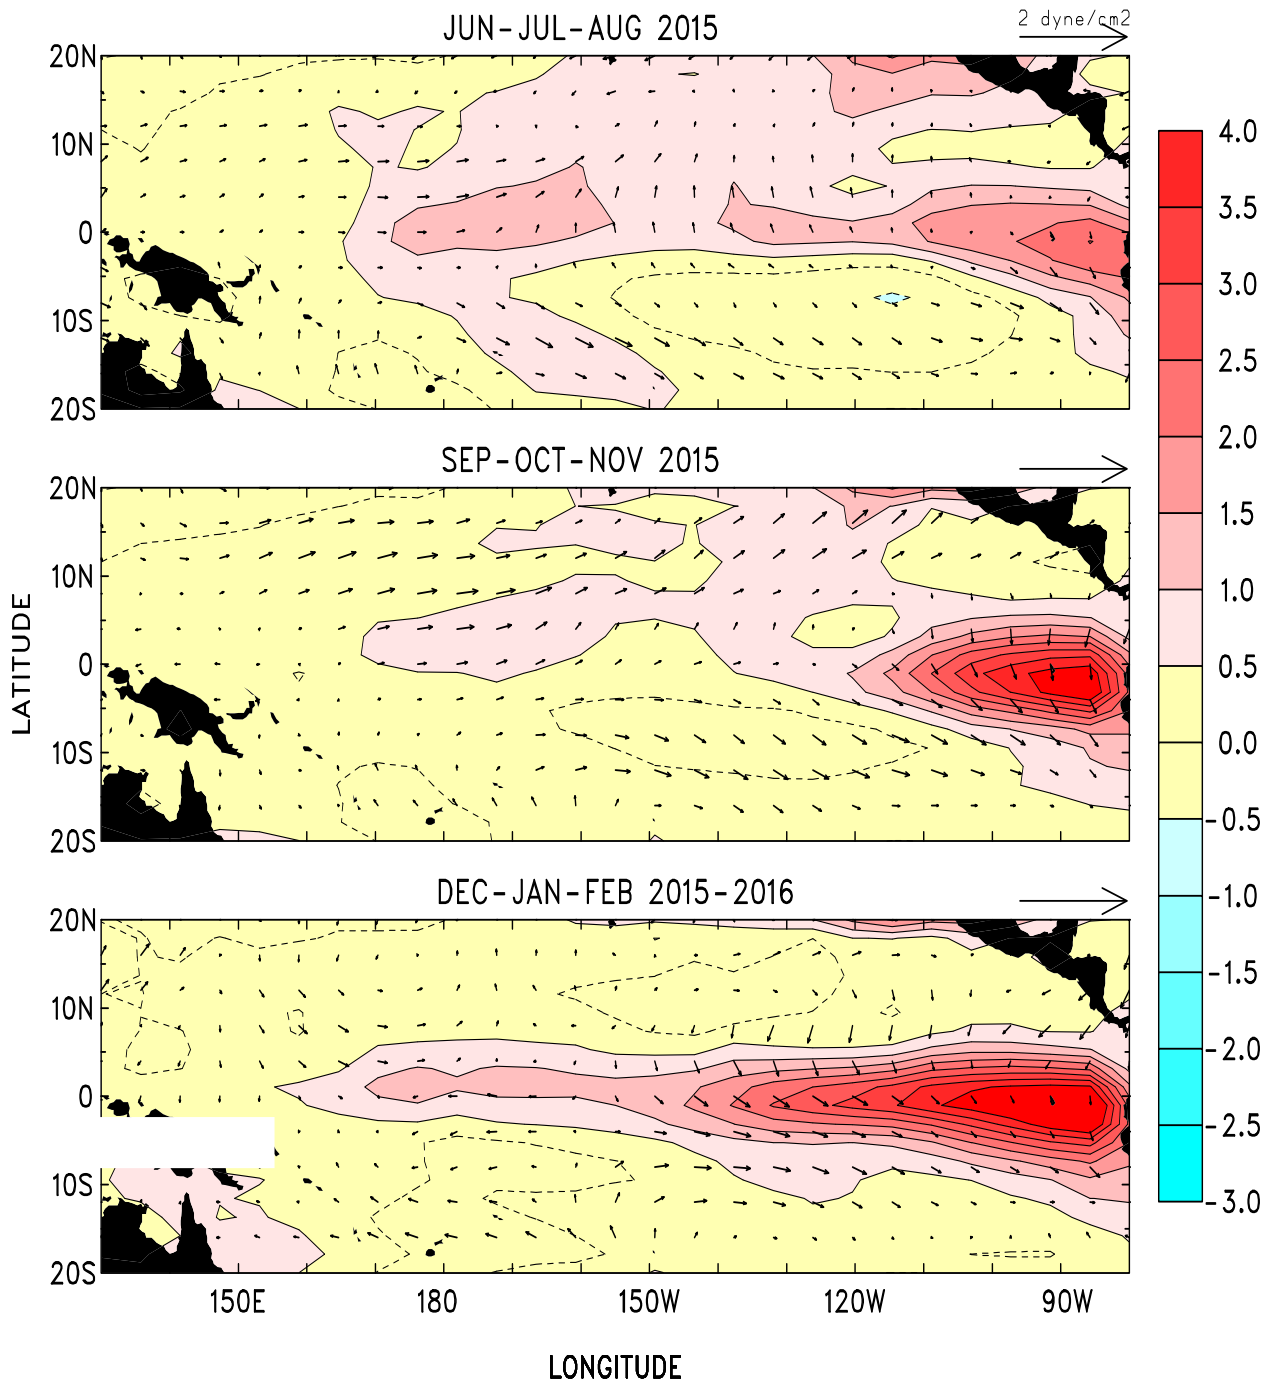 JUN-JUL-AUG 2015
2 dyne/cm2
20N
10N
0
10S
20S
SEP-OCT-NOV 2015
20N
10N
0
10S
20S
LATITUDE
DEC-JAN-FEB 2015-2016
20N
10N
0
10S
20S
150E 180 150W 120W 90W
LONGITUDE
4.0
3.5
3.0
2.5
2.0
1.5
1.0
0.5
0.0
-0.5
-1.0
-1.5
-2.0
-2.5
-3.0